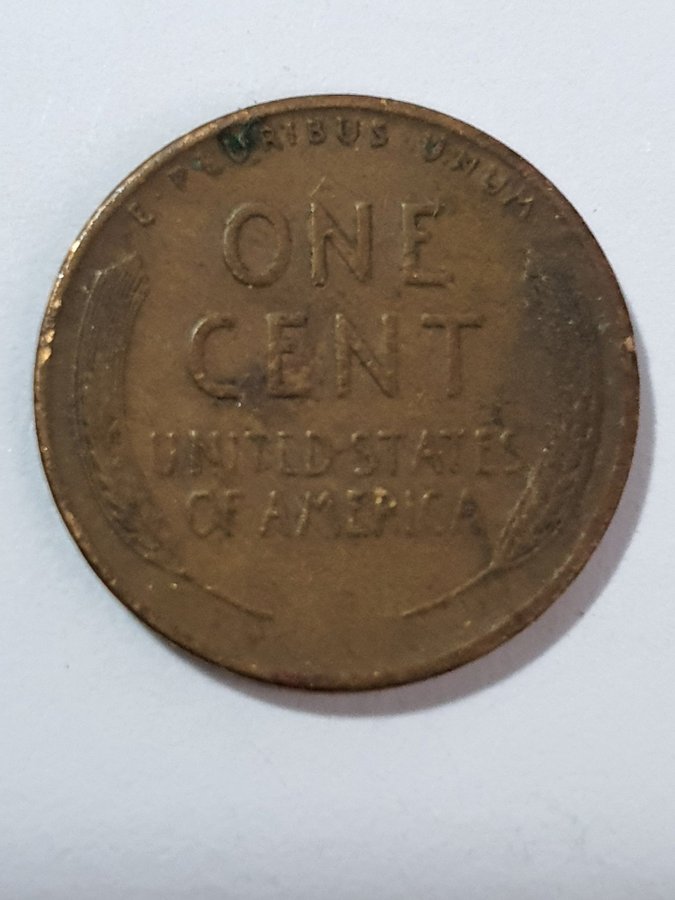 E · PLURIBUS · UNUM
ONE
CENT
UNITED STATES
OF AMERICA